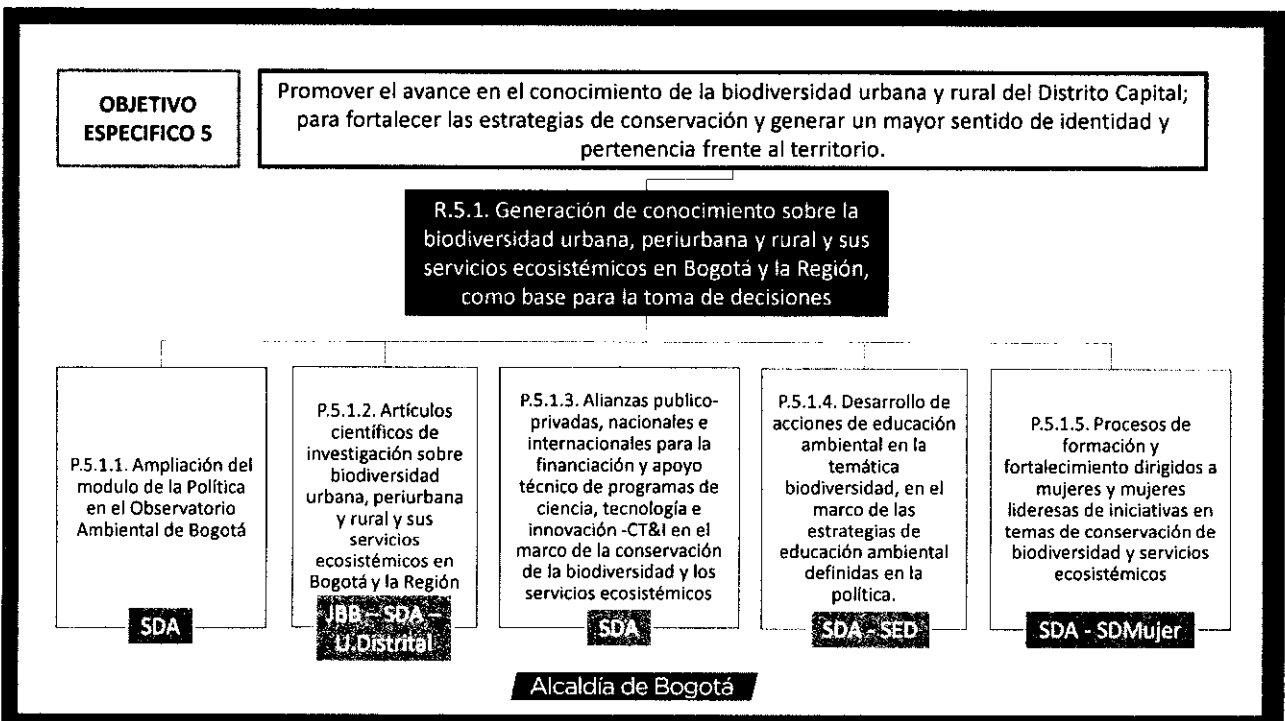 OBJETIVO
ESPECIFICO 5
Promover el avance en el conocimiento de la biodiversidad urbana y rural del Distrito Capital;
para fortalecer las estrategias de conservación y generar un mayor sentido de identidad y
pertenencia frente al territorio.
R.5.1. Generación de conocimiento sobre la
biodiversidad urbana, periurbana y rural y sus
servicios ecosistémicos en Bogotá y la Región,
como base para la toma de decisiones
P.5.1.1. Ampliación del
modulo de la Política
en el Observatorio
Ambiental de Bogotá
SDA
P.5.1.2. Artículos
científicos de
investigación sobre
biodiversidad
urbana, periurbana
y rural y sus
servicios
ecosistémicos en
Bogotá y la Región
JBB – SDA –
U.Distrital
P.5.1.3. Alianzas publico-
privadas, nacionales e
internacionales para la
financiación y apoyo
técnico de programas de
ciencia, tecnología e
innovación -CT&I en el
marco de la conservación
de la biodiversidad y los
servicios ecosistémicos
SDA
P.5.1.4. Desarrollo de
acciones de educación
ambiental en la
temática
biodiversidad, en el
marco de las
estrategias de
educación ambiental
definidas en la
política.
SDA - SED
P.5.1.5. Procesos de
formación y
fortalecimiento dirigidos a
mujeres y mujeres
lideresas de iniciativas en
temas de conservación de
biodiversidad y servicios
ecosistémicos
SDA - SDMujer
Alcaldía de Bogotá